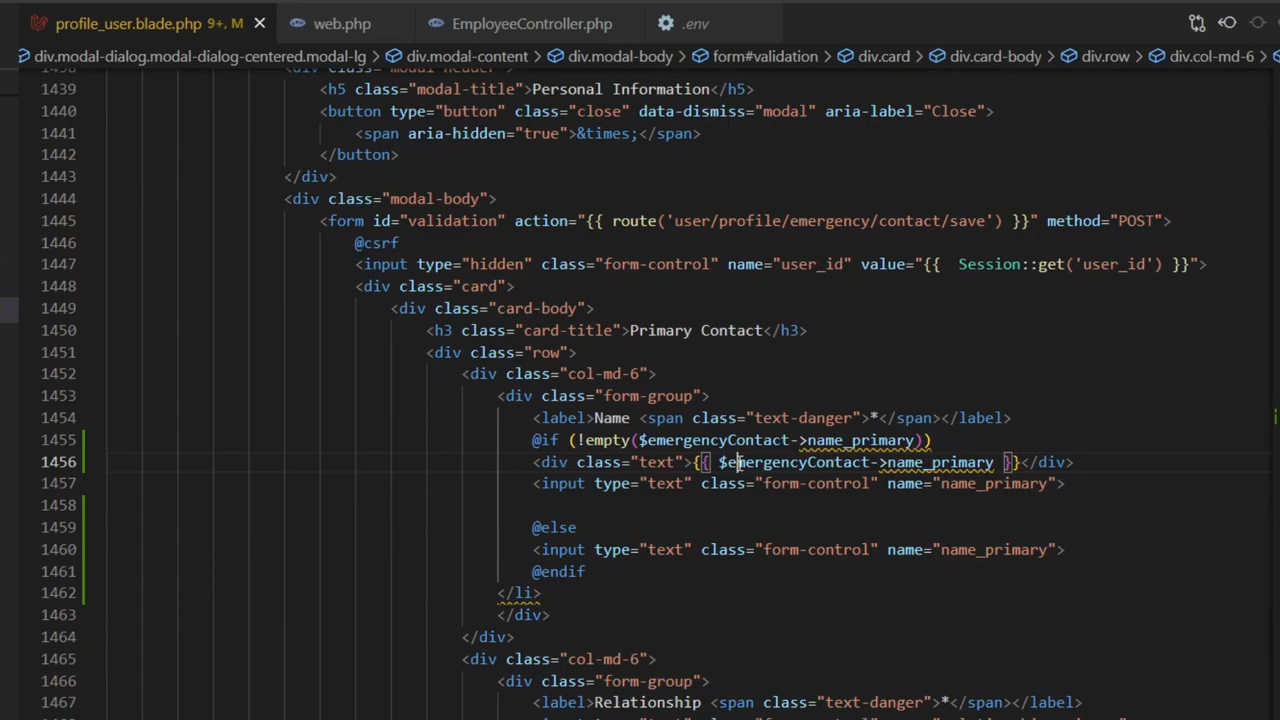 profile_user.blade.php 9+, M × web.php EmployeeController.php .env
div.modal-dialog.modal-dialog-centered.modal-lg > div.modal-content > div.modal-body > form#validation > div.card > div.card-body > div.row > div.col-md-6 >
1439 <h5 class="modal-title">Personal Information</h5>
1440 <button type="button" class="close" data-dismiss="modal" aria-label="Close">
1441 <span aria-hidden="true">&times;</span>
1442 </button>
1443 </div>
1444 <div class="modal-body">
1445 <form id="validation" action="{{ route('user/profile/emergency/contact/save') }}" method="POST">
1446 @csrf
1447 <input type="hidden" class="form-control" name="user_id" value="{{  Session::get('user_id') }}">
1448 <div class="card">
1449 <div class="card-body">
1450 <h3 class="card-title">Primary Contact</h3>
1451 <div class="row">
1452 <div class="col-md-6">
1453 <div class="form-group">
1454 <label>Name <span class="text-danger">*</span></label>
1455 @if (!empty($emergencyContact->name_primary))
1456 <div class="text">{{ $emergencyContact->name_primary }}</div>
1457 <input type="text" class="form-control" name="name_primary">
1458
1459 @else
1460 <input type="text" class="form-control" name="name_primary">
1461 @endif
1462 </li>
1463 </div>
1464 </div>
1465 <div class="col-md-6">
1466 <div class="form-group">
1467 <label>Relationship <span class="text-danger">*</span></label>